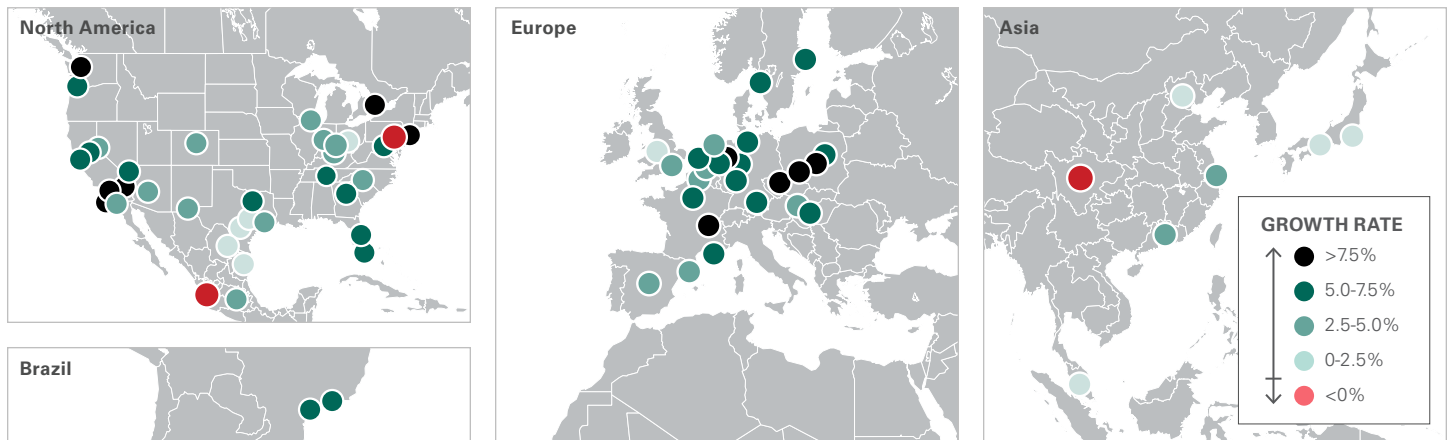 North America
Europe
Asia
Brazil
GROWTH RATE
>7.5%
5.0-7.5%
2.5-5.0%
0-2.5%
<0%